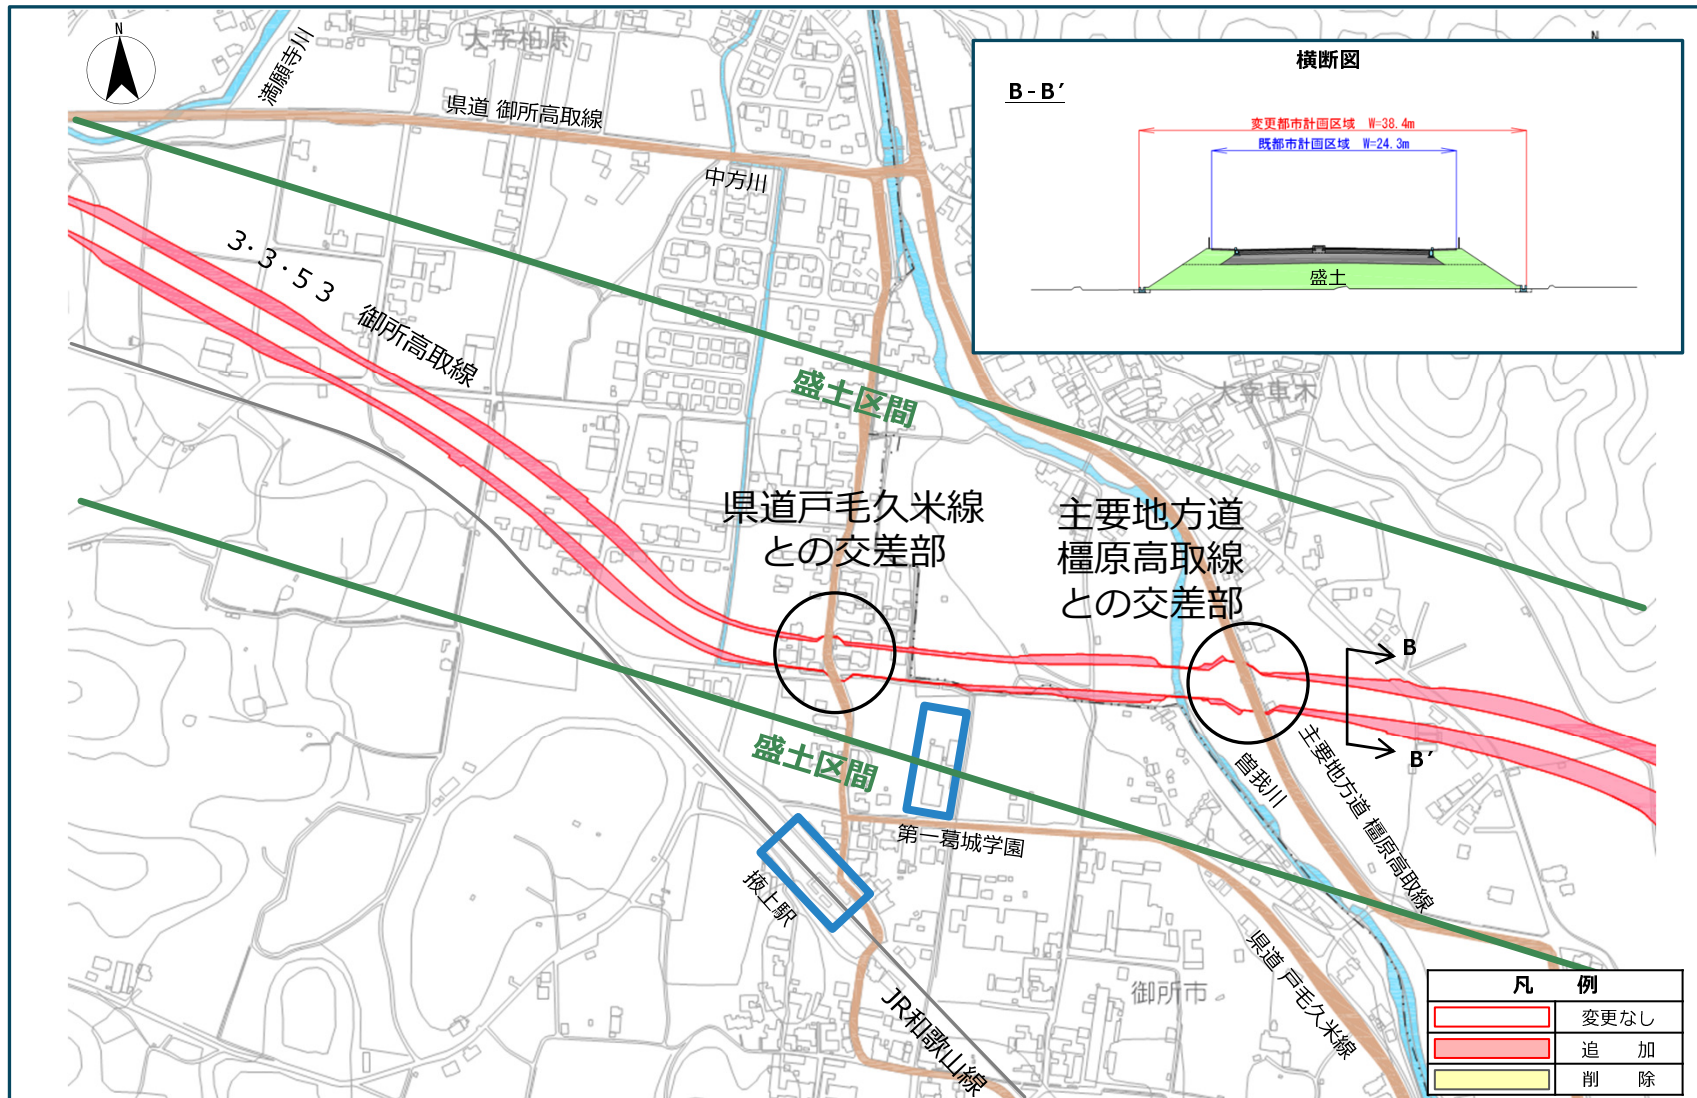 N
満願寺川
大字柏原
県道 御所高取線
中方川
N
横断図
B-B′
変更都市計画区域 W=38.4m
既都市計画区域 W=24.3m
盛土
3・3・53 御所高取線
盛土区間
大字車木
県道戸毛久米線
との交差部
主要地方道
橿原高取線
との交差部
B
B′
盛土区間
曽我川
主要地方道 橿原高取線
第一葛城学園
掖上駅
県道 戸毛久米線
御所市
JR和歌山線
凡 例
変更なし
追 加
削 除